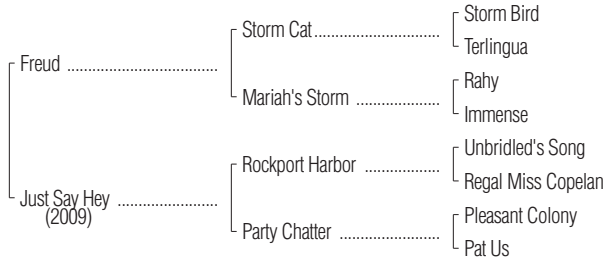 Storm Bird
Storm Cat
Terlingua
Freud
Rahy
Mariah's Storm
Immense
Unbridled's Song
Rockport Harbor
Regal Miss Copelan
Just Say Hey
(2009)
Pleasant Colony
Party Chatter
Pat Us